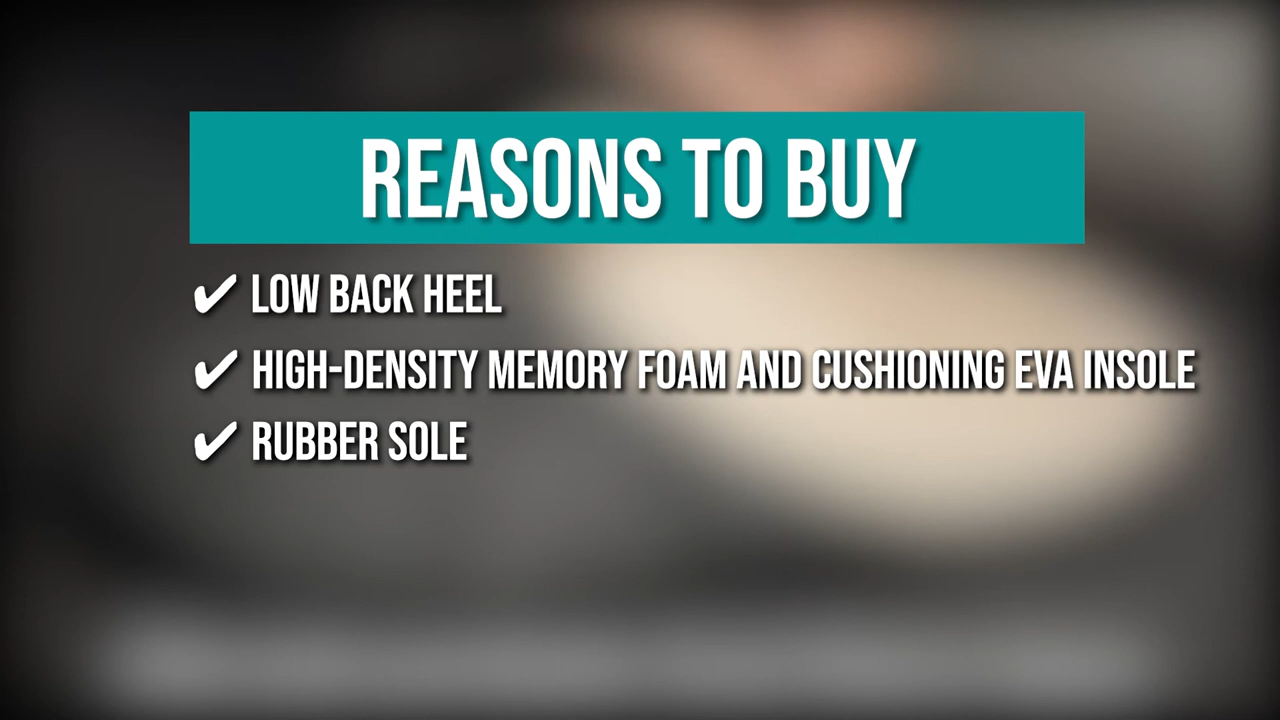 REASONS TO BUY
✔ LOW BACK HEEL
✔ HIGH-DENSITY MEMORY FOAM AND CUSHIONING EVA INSOLE
✔ RUBBER SOLE